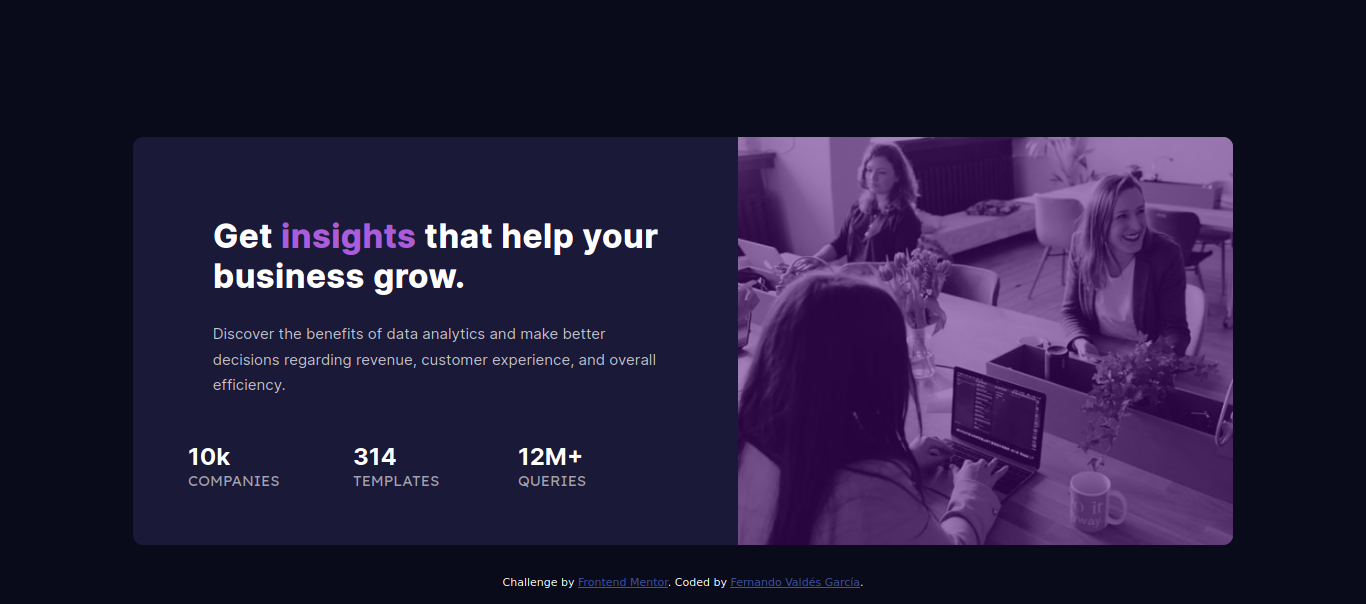 Get insights that help your
business grow.
Discover the benefits of data analytics and make better
decisions regarding revenue, customer experience, and overall
efficiency.
10k 314 12M+
COMPANIES TEMPLATES QUERIES
Challenge by Frontend Mentor. Coded by Fernando Valdés García.